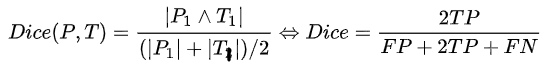 Dice(P, T) = |P₁ ∧ T₁| / (|P₁| + |T₁|)/2 ⇔ Dice = 2TP / FP + 2TP + FN